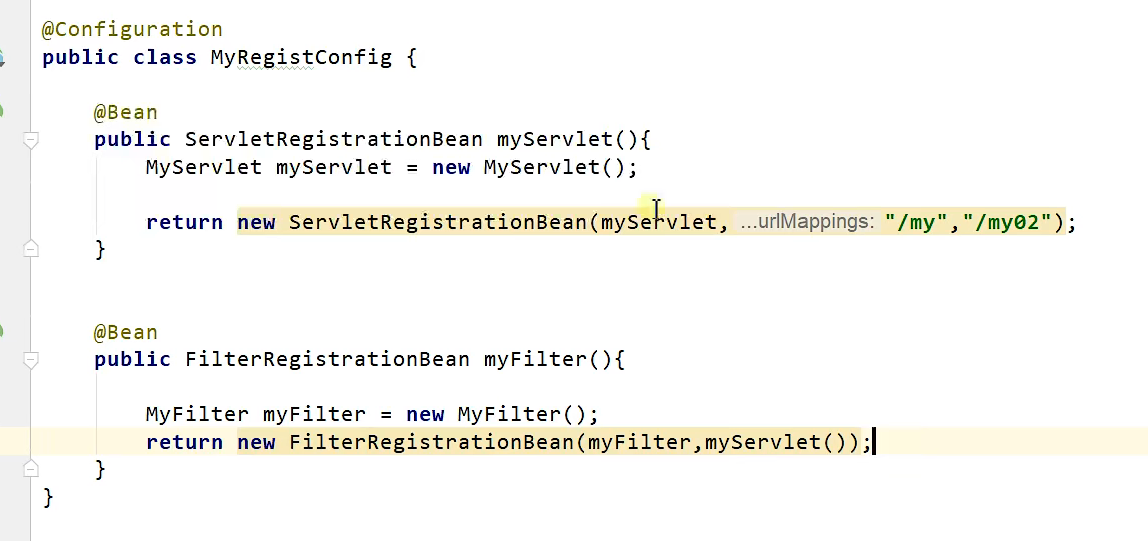 @Configuration
public class MyRegistConfig {
@Bean
public ServletRegistrationBean myServlet(){
MyServlet myServlet = new MyServlet();
return new ServletRegistrationBean(myServlet, ...urlMappings: "/my","/my02");
}
@Bean
public FilterRegistrationBean myFilter(){
MyFilter myFilter = new MyFilter();
return new FilterRegistrationBean(myFilter,myServlet());
}
}